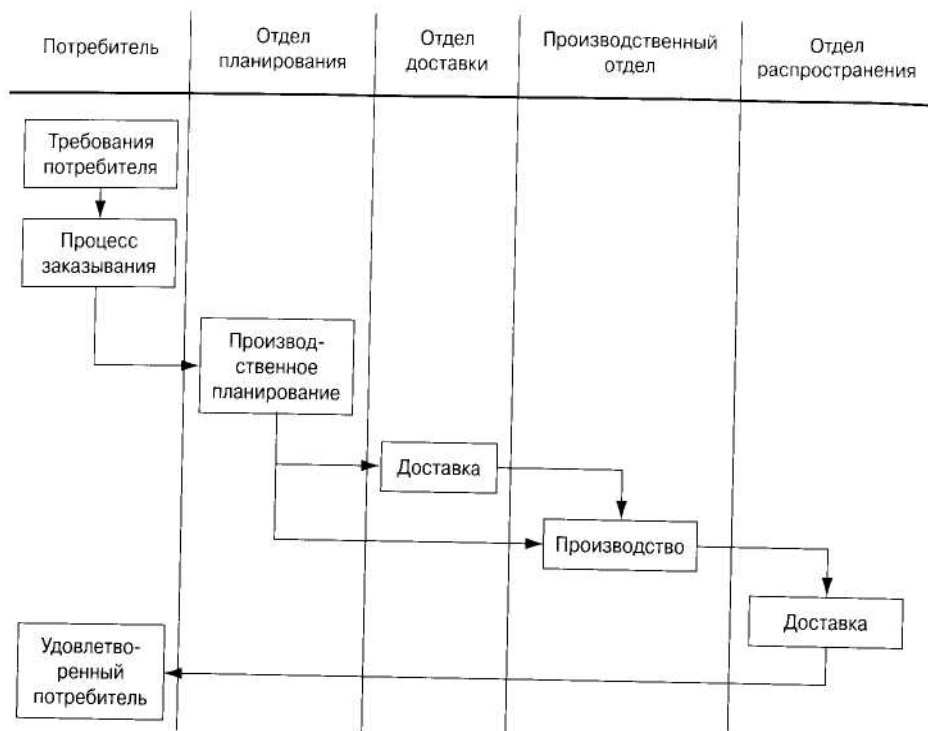 Потребитель
Отдел
планирования
Отдел
доставки
Производственный
отдел
Отдел
распространения
Требования
потребителя
Процесс
заказывания
Производ-
ственное
планирование
Доставка
Производство
Доставка
Удовлетво-
ренный
потребитель